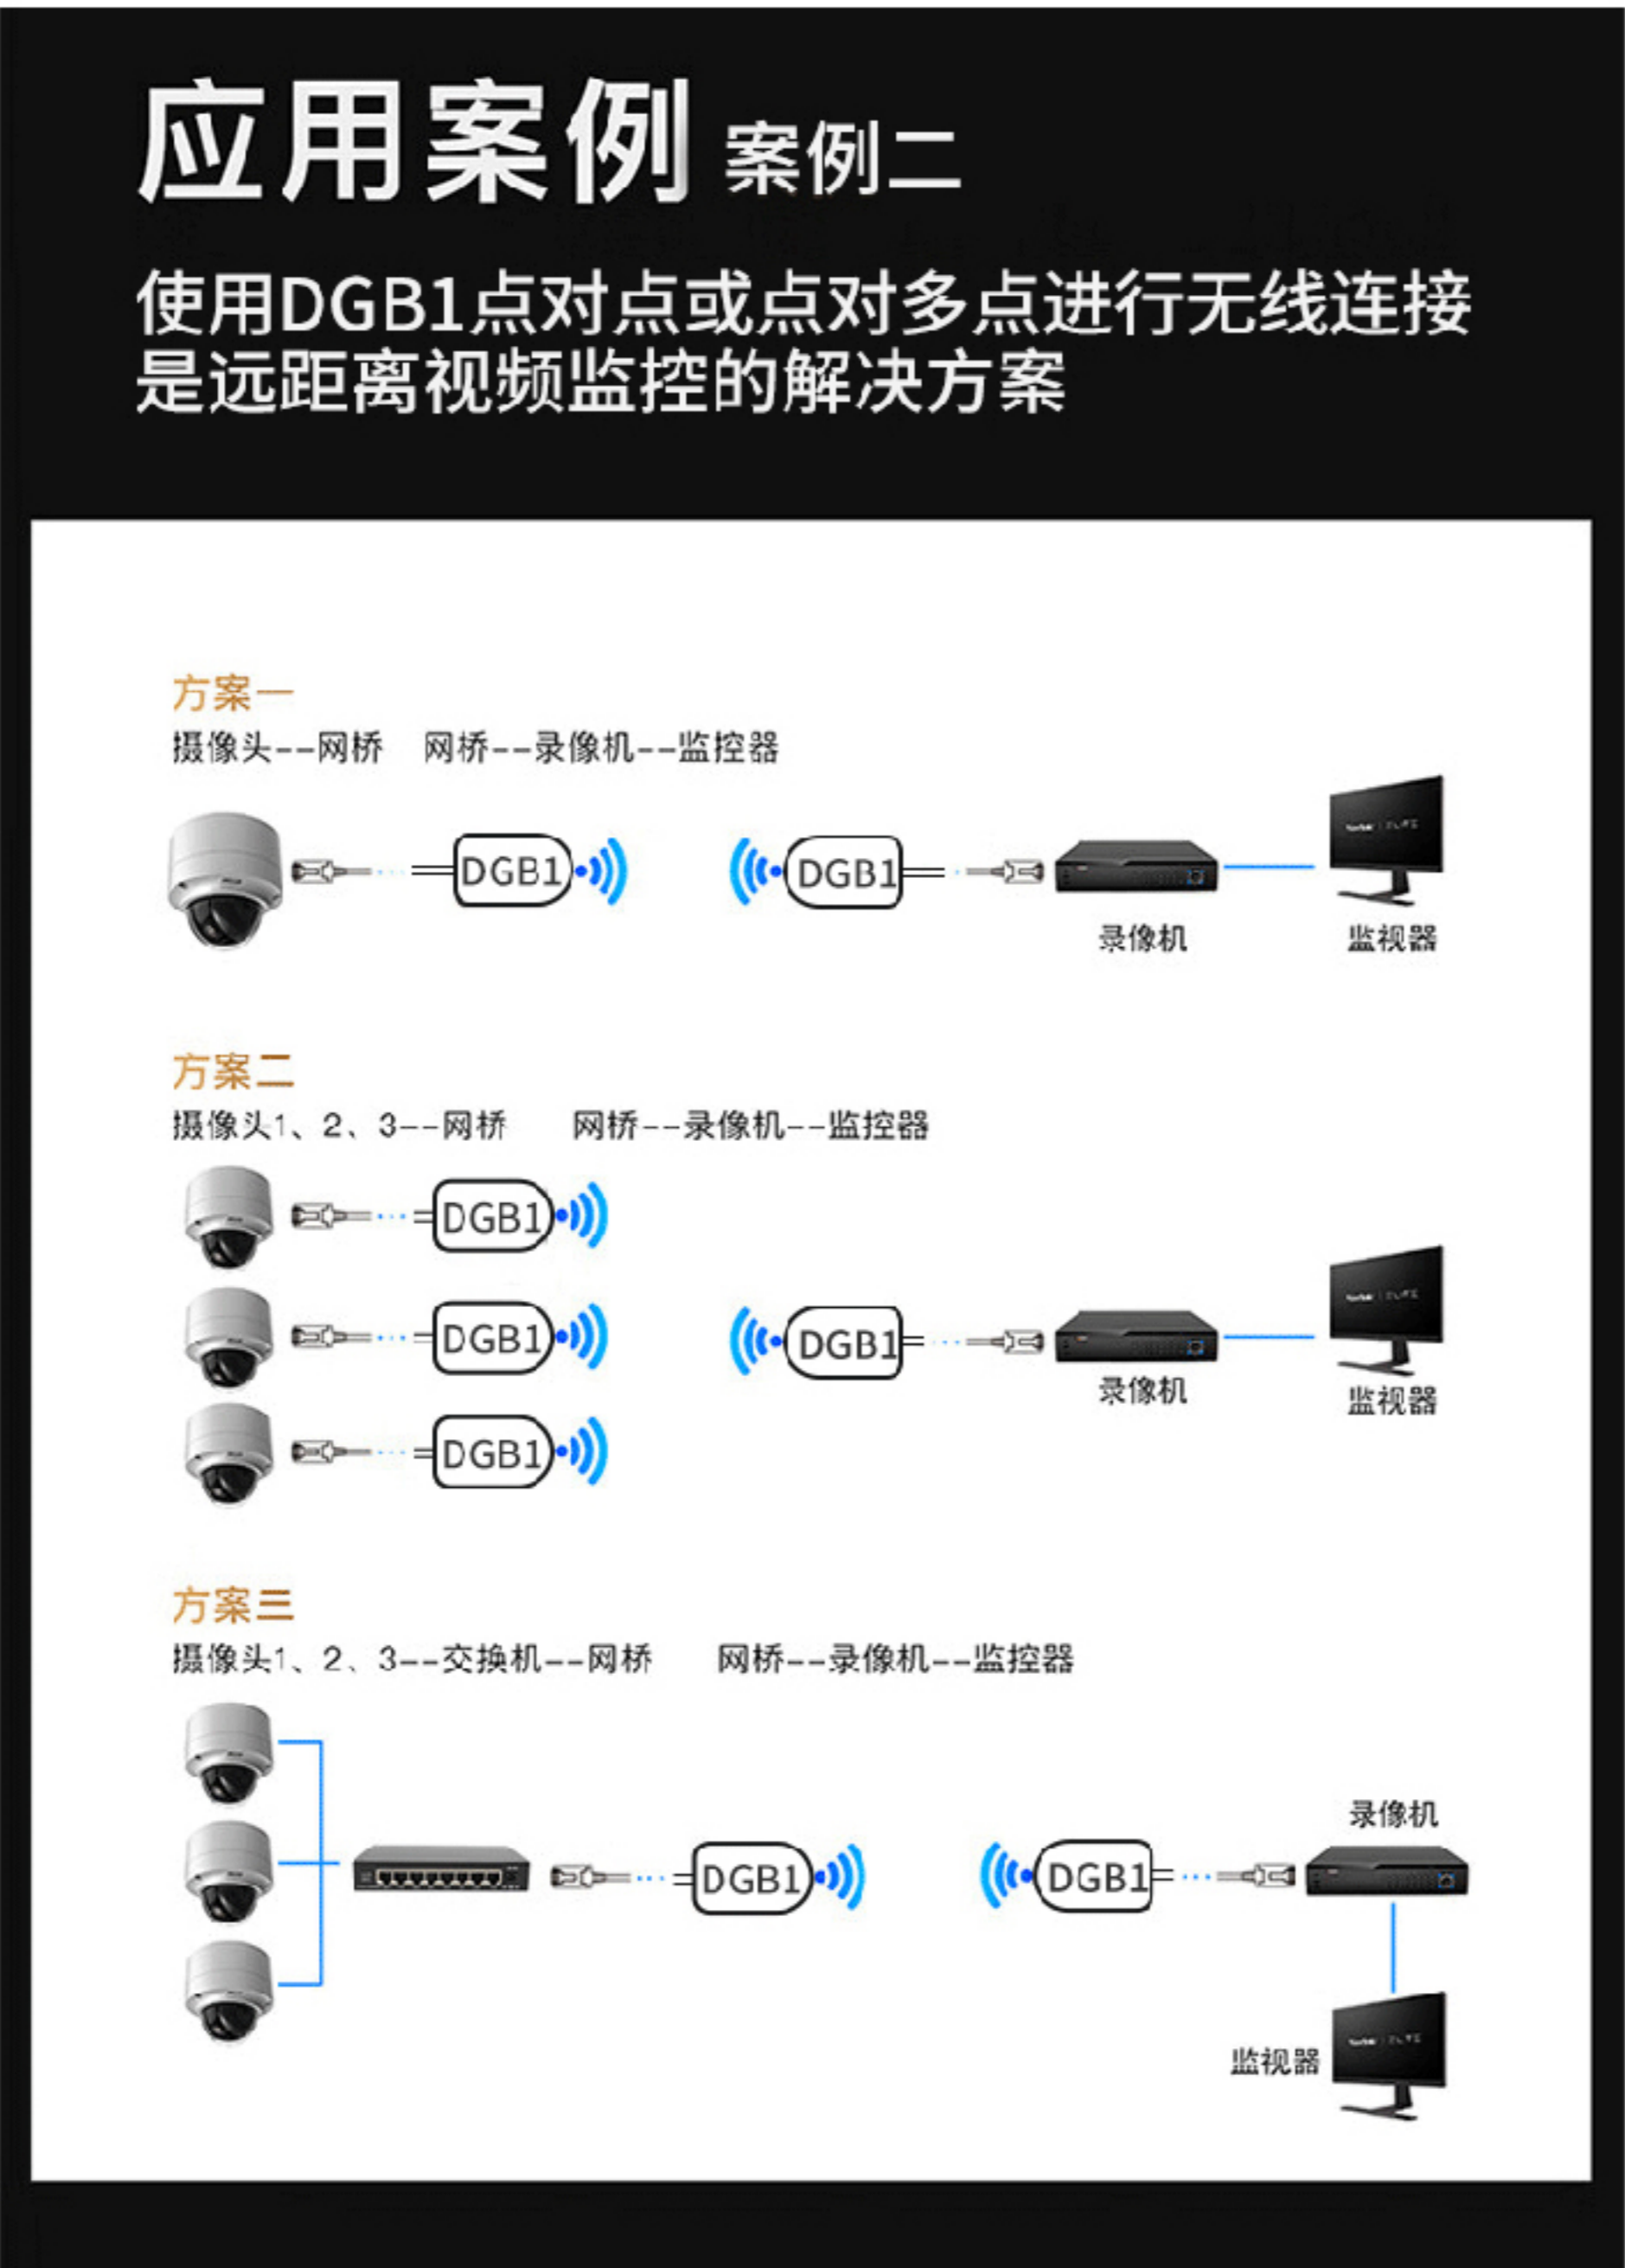 应用案例 案例二
使用DGB1点对点或点对多点进行无线连接
是远距离视频监控的解决方案
方案一
摄像头--网桥 网桥--录像机--监控器
DGB1 DGB1
录像机 监视器
方案二
摄像头1、2、3--网桥 网桥--录像机--监控器
DGB1
DGB1 DGB1
录像机 监视器
DGB1
方案三
摄像头1、2、3--交换机--网桥 网桥--录像机--监控器
录像机
DGB1 DGB1
监视器